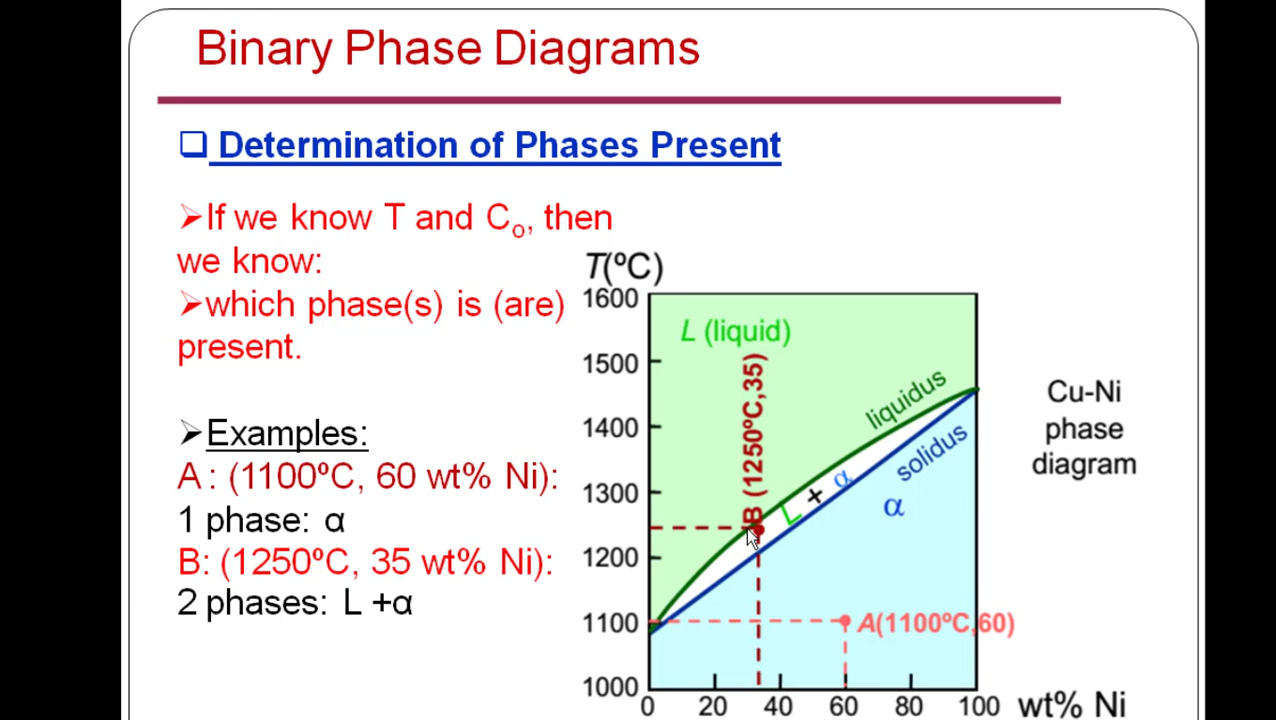 Binary Phase Diagrams
❑ Determination of Phases Present
➢If we know T and Cₒ, then
we know:
➢which phase(s) is (are)
present.
➢Examples:
A : (1100ºC, 60 wt% Ni):
1 phase: α
B: (1250ºC, 35 wt% Ni):
2 phases: L +α
T(ºC)
1600
1500
1400
1300
1200
1100
1000
L (liquid)
B (1250ºC,35)
liquidus
solidus
L + α
α
A(1100ºC,60)
0 20 40 60 80 100 wt% Ni
Cu-Ni
phase
diagram